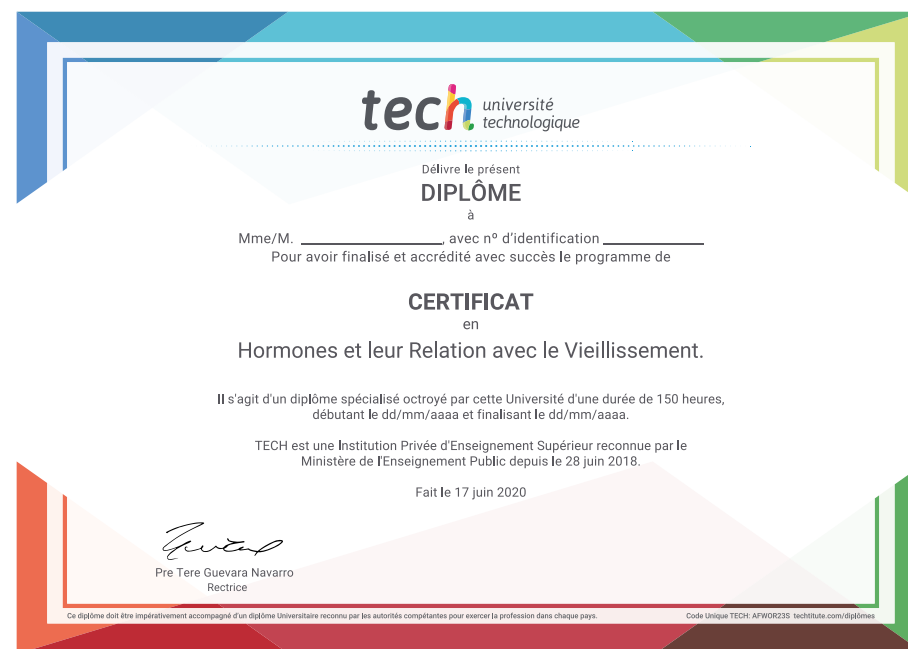 tech université
technologique
Délivre le présent
DIPLÔME
à
Mme/M. ____________________, avec nº d'identification ______________
Pour avoir finalisé et accrédité avec succès le programme de
CERTIFICAT
en
Hormones et leur Relation avec le Vieillissement.
Il s'agit d'un diplôme spécialisé octroyé par cette Université d'une durée de 150 heures,
débutant le dd/mm/aaaa et finalisant le dd/mm/aaaa.
TECH est une Institution Privée d'Enseignement Supérieur reconnue par le
Ministère de l'Enseignement Public depuis le 28 juin 2018.
Fait le 17 juin 2020
Pre Tere Guevara Navarro
Rectrice
Ce diplôme doit être impérativement accompagné d'un diplôme Universitaire reconnu par les autorités compétentes pour exercer la profession dans chaque pays.
Code Unique TECH: AFWOR23S techtitute.com/diplômes